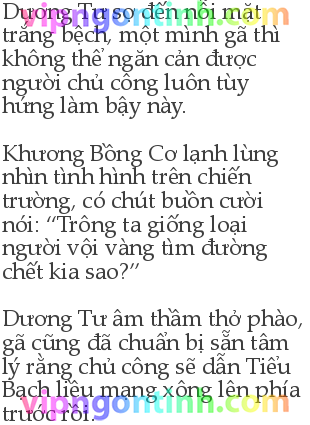 Dương Tư sợ đến nỗi mặt
vipngontinh.com
trắng bệch, một mình gã thì
không thể ngăn cản được
người chủ công luôn tùy
hứng làm bậy này.
Khương Bồng Cơ lạnh lùng
nhìn tình hình trên chiến
trường, có chút buồn cười
nói: “Trông ta giống loại
người vội vàng tìm đường
chết kia sao?”
Dương Tư âm thầm thở phào,
gã cũng đã chuẩn bị sẵn tâm
lý rằng chủ công sẽ dẫn Tiểu
Bạch liều mạng xông lên phía
vipngontinh.com
trước rồi.